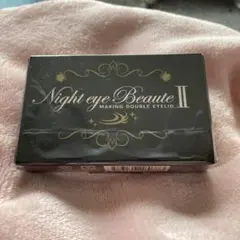 Night eye Beaute II
MAKING DOUBLE EYELID